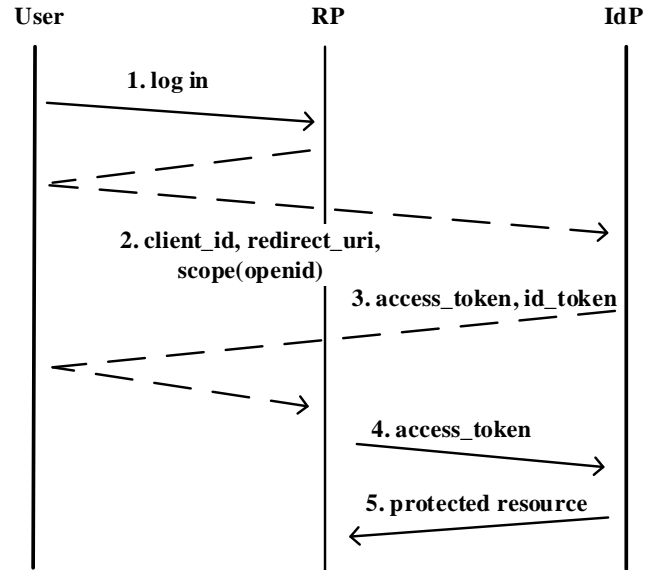 User RP IdP
1. log in
2. client_id, redirect_uri,
scope(openid)
3. access_token, id_token
4. access_token
5. protected resource